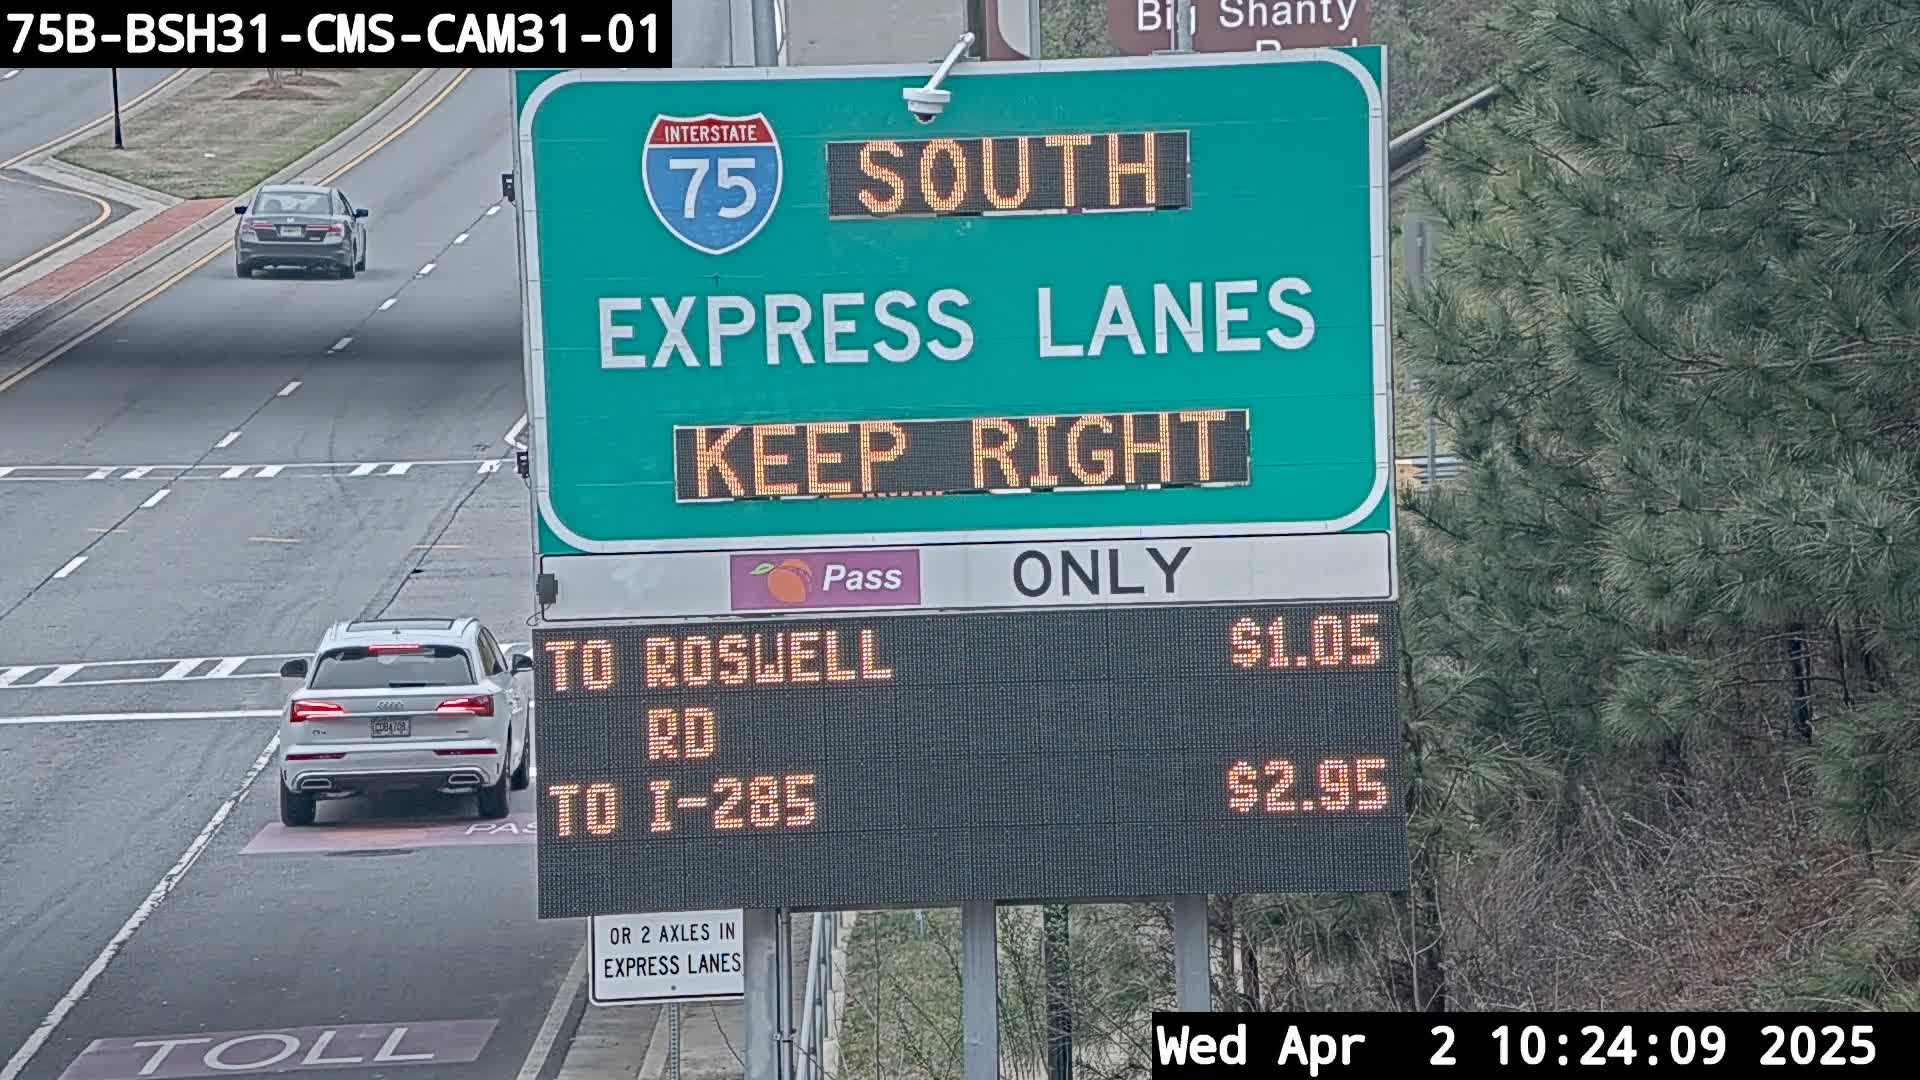 75B-BSH31-CMS-CAM31-01
Big Shanty
INTERSTATE
75
SOUTH
EXPRESS LANES
KEEP RIGHT
Pass
ONLY
TO ROSWELL $1.05
RD
TO I-285 $2.95
OR 2 AXLES IN
EXPRESS LANES
TOLL
Wed Apr 2 10:24:09 2025